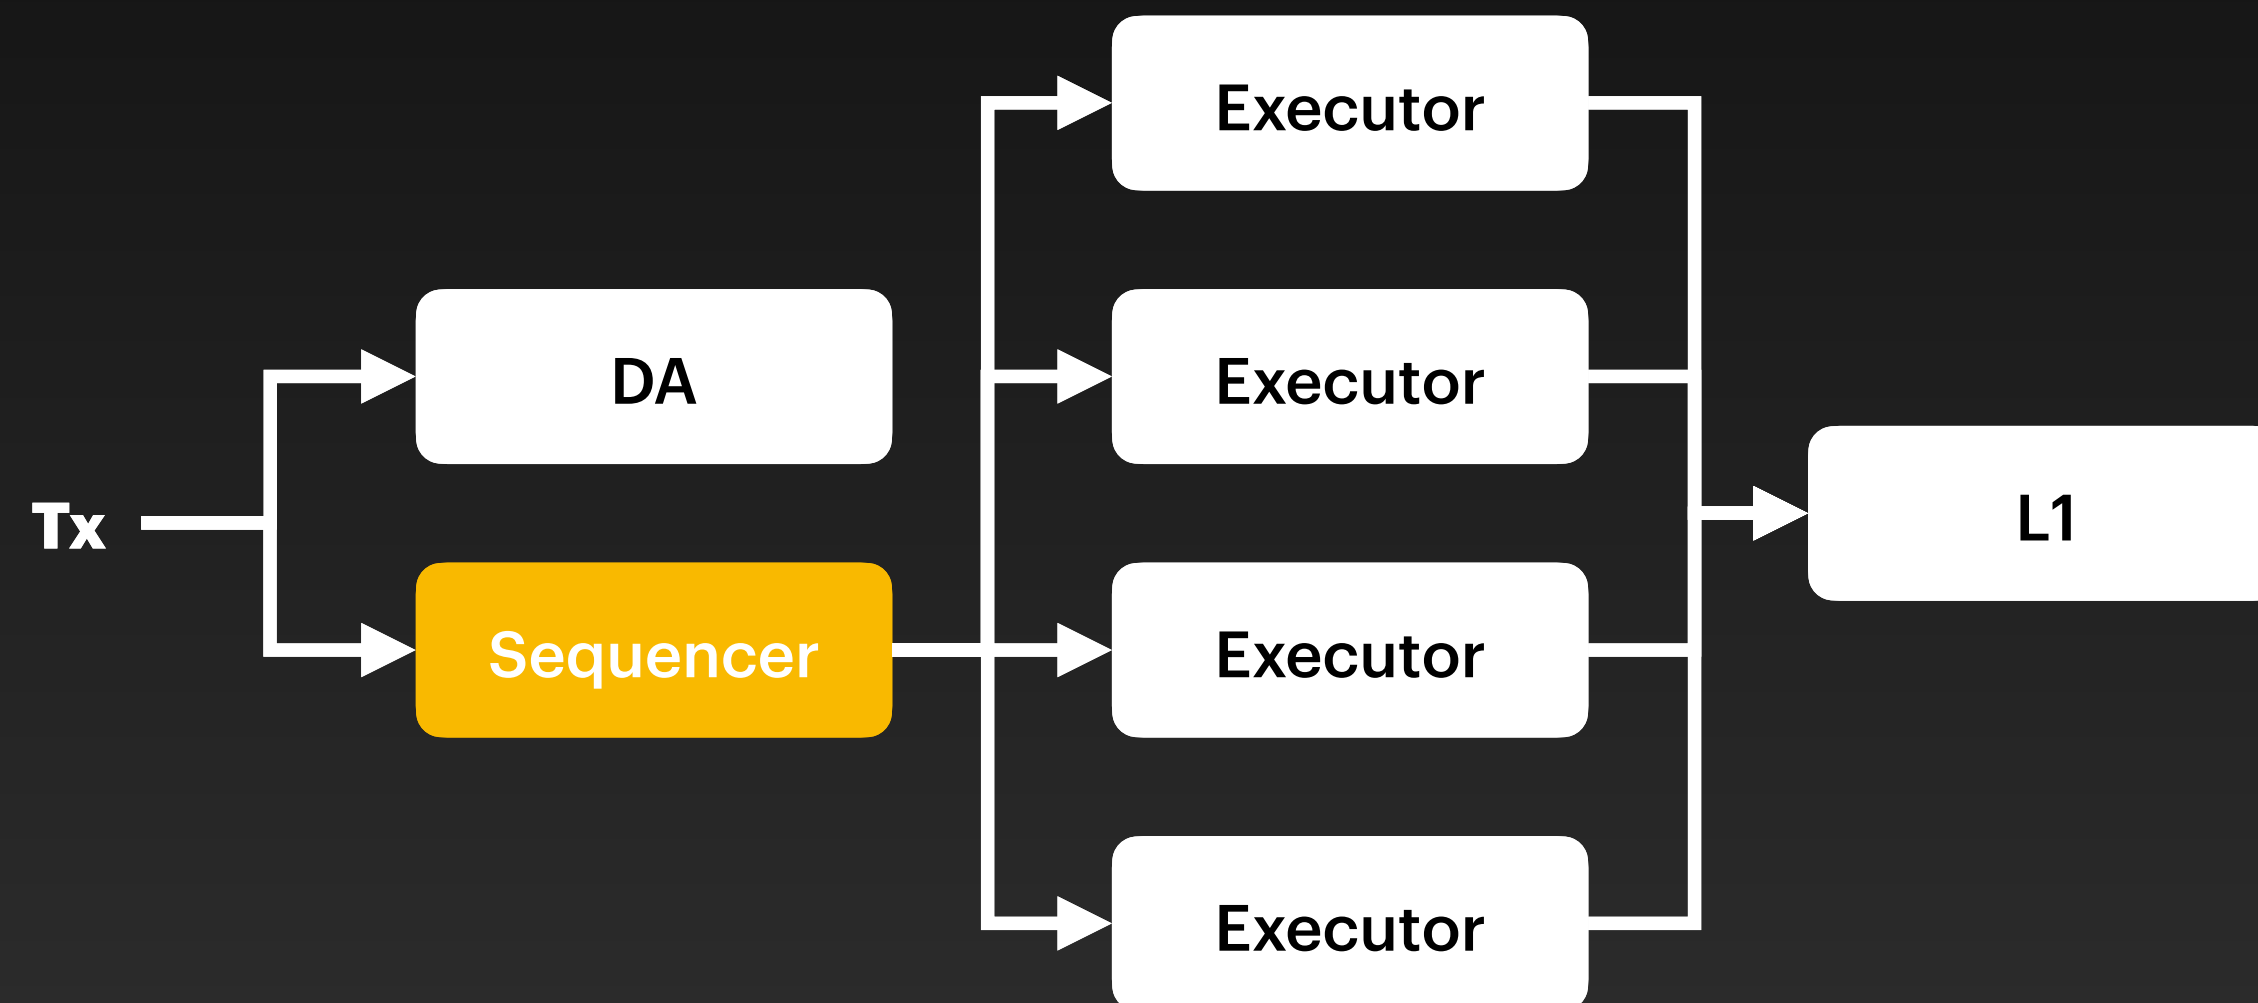 Tx
DA
Sequencer
Executor
Executor
Executor
Executor
L1